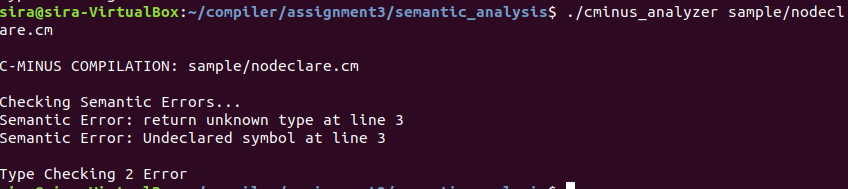 sira@sira-VirtualBox:~/compiler/assignment3/semantic_analysis$ ./cminus_analyzer sample/nodecl
are.cm
C-MINUS COMPILATION: sample/nodeclare.cm
Checking Semantic Errors...
Semantic Error: return unknown type at line 3
Semantic Error: Undeclared symbol at line 3
Type Checking 2 Error